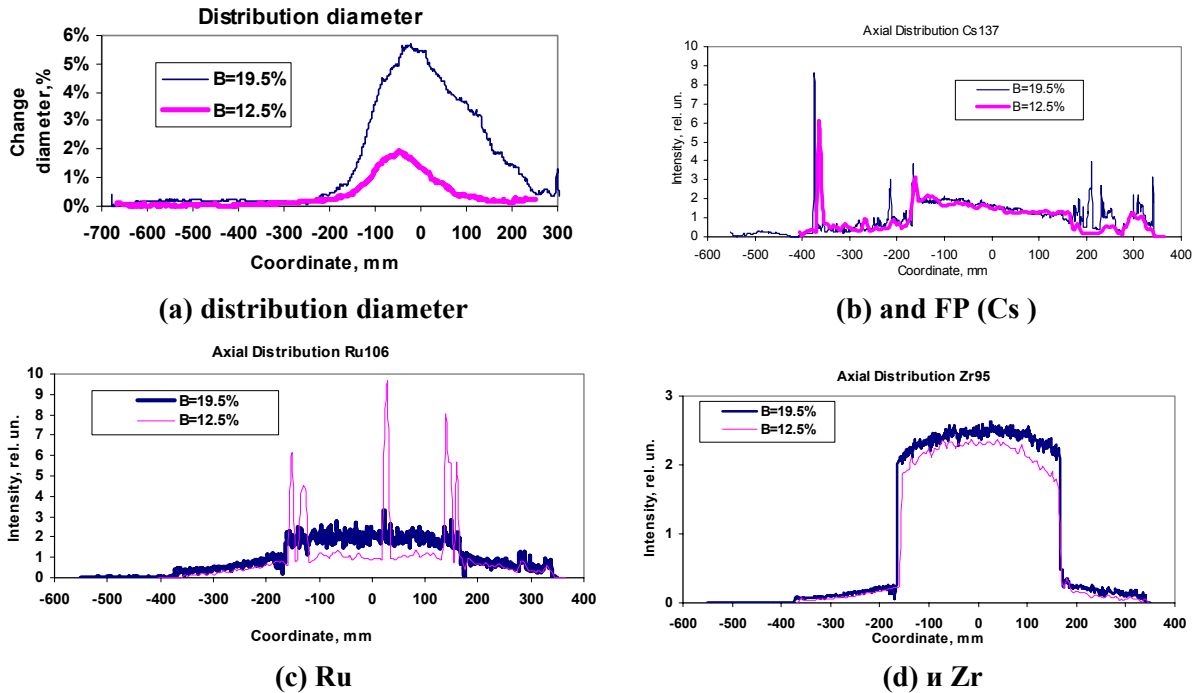 Distribution diameter
6%
5%
4%
3%
2%
1%
0%
Change
diameter,%
B=19.5%
B=12.5%
-700 -600 -500 -400 -300 -200 -100 0 100 200 300
Coordinate, mm
(a) distribution diameter
Axial Distribution Cs137
10
9
8
7
6
5
4
3
2
1
0
Intensity, rel. un.
B=19.5%
B=12.5%
-600 -500 -400 -300 -200 -100 0 100 200 300 400
Coordinate, mm
(b) and FP (Cs )
Axial Distribution Ru106
10
9
8
7
6
5
4
3
2
1
0
Intensity, rel. un.
B=19.5%
B=12.5%
-600 -500 -400 -300 -200 -100 0 100 200 300 400
Coordinate, mm
(c) Ru
Axial Distribution Zr95
3
2
1
0
Intensity, rel. un.
B=19.5%
B=12.5%
-600 -400 -200 0 200 400
Coordinate, mm
(d) и Zr